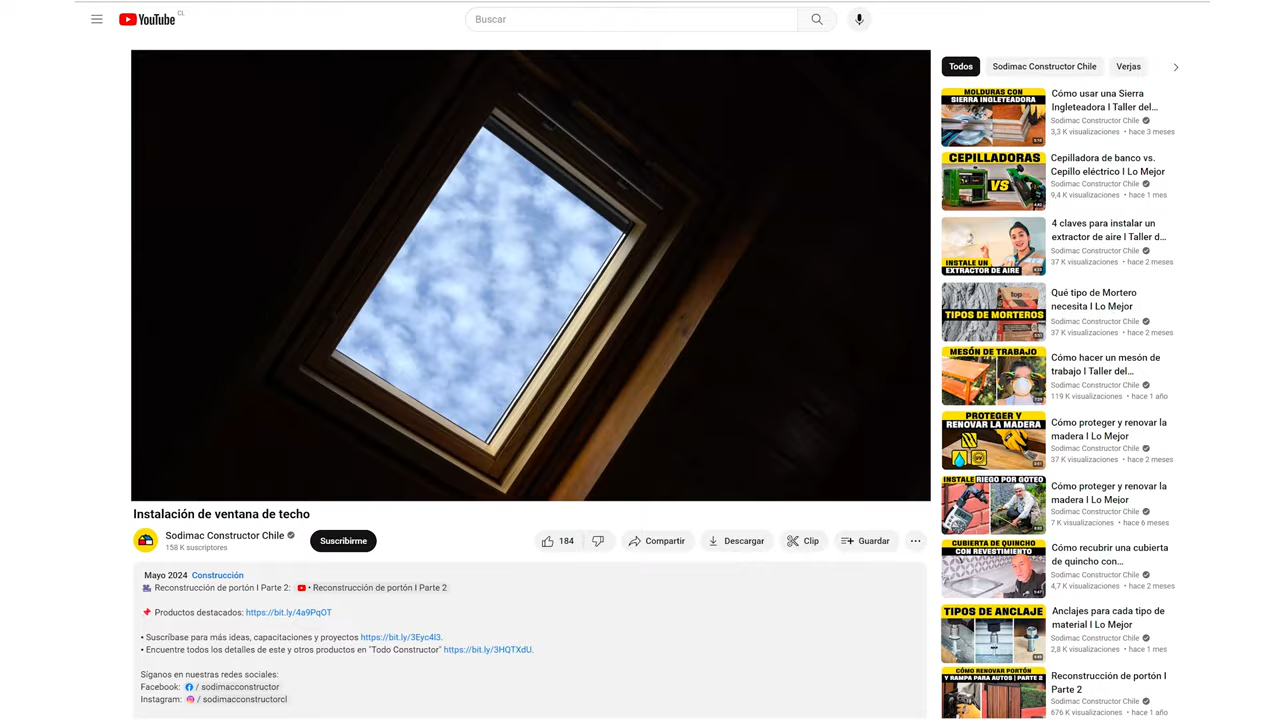 YouTube CL
Buscar
Todos
Sodimac Constructor Chile
Verjas
MOLDURAS CON
SIERRA INGLETEADORA
Cómo usar una Sierra
Ingleteadora I Taller del...
Sodimac Constructor Chile
3,3 K visualizaciones • hace 3 meses
CEPILLADORAS
VS
Cepilladora de banco vs.
Cepillo eléctrico I Lo Mejor
Sodimac Constructor Chile
9,4 K visualizaciones • hace 1 mes
INSTALE UN
EXTRACTOR DE AIRE
4 claves para instalar un
extractor de aire I Taller d...
Sodimac Constructor Chile
37 K visualizaciones • hace 2 meses
TIPOS DE MORTEROS
Qué tipo de Mortero
necesita I Lo Mejor
Sodimac Constructor Chile
37 K visualizaciones • hace 2 meses
MESÓN DE TRABAJO
Cómo hacer un mesón de
trabajo I Taller del...
Sodimac Constructor Chile
119 K visualizaciones • hace 1 año
PROTEGER Y
RENOVAR LA MADERA
Cómo proteger y renovar la
madera I Lo Mejor
Sodimac Constructor Chile
37 K visualizaciones • hace 2 meses
INSTALE RIEGO POR GOTEO
Cómo proteger y renovar la
madera I Lo Mejor
Sodimac Constructor Chile
7 K visualizaciones • hace 6 meses
CUBIERTA DE QUINCHO
CON REVESTIMIENTO
Cómo recubrir una cubierta
de quincho con...
Sodimac Constructor Chile
4,7 K visualizaciones • hace 2 meses
TIPOS DE ANCLAJE
Anclajes para cada tipo de
material I Lo Mejor
Sodimac Constructor Chile
2,8 K visualizaciones • hace 1 mes
CÓMO RENOVAR PORTÓN
Y RAMPA PARA AUTOS | PARTE 2
Reconstrucción de portón I
Parte 2
Sodimac Constructor Chile
676 K visualizaciones • hace 1 año
Instalación de ventana de techo
Sodimac Constructor Chile
158 K suscriptores
Suscribirme
184
Compartir
Descargar
Clip
Guardar
Mayo 2024 Construcción
Reconstrucción de portón I Parte 2: • Reconstrucción de portón I Parte 2
Productos destacados: https://bit.ly/4a9PqOT
• Suscríbase para más ideas, capacitaciones y proyectos https://bit.ly/3Eyc4l3.
• Encuentre todos los detalles de este y otros productos en "Todo Constructor" https://bit.ly/3HQTXdU.
Síganos en nuestras redes sociales:
Facebook: / sodimacconstructor
Instagram: / sodimacconstructorcl